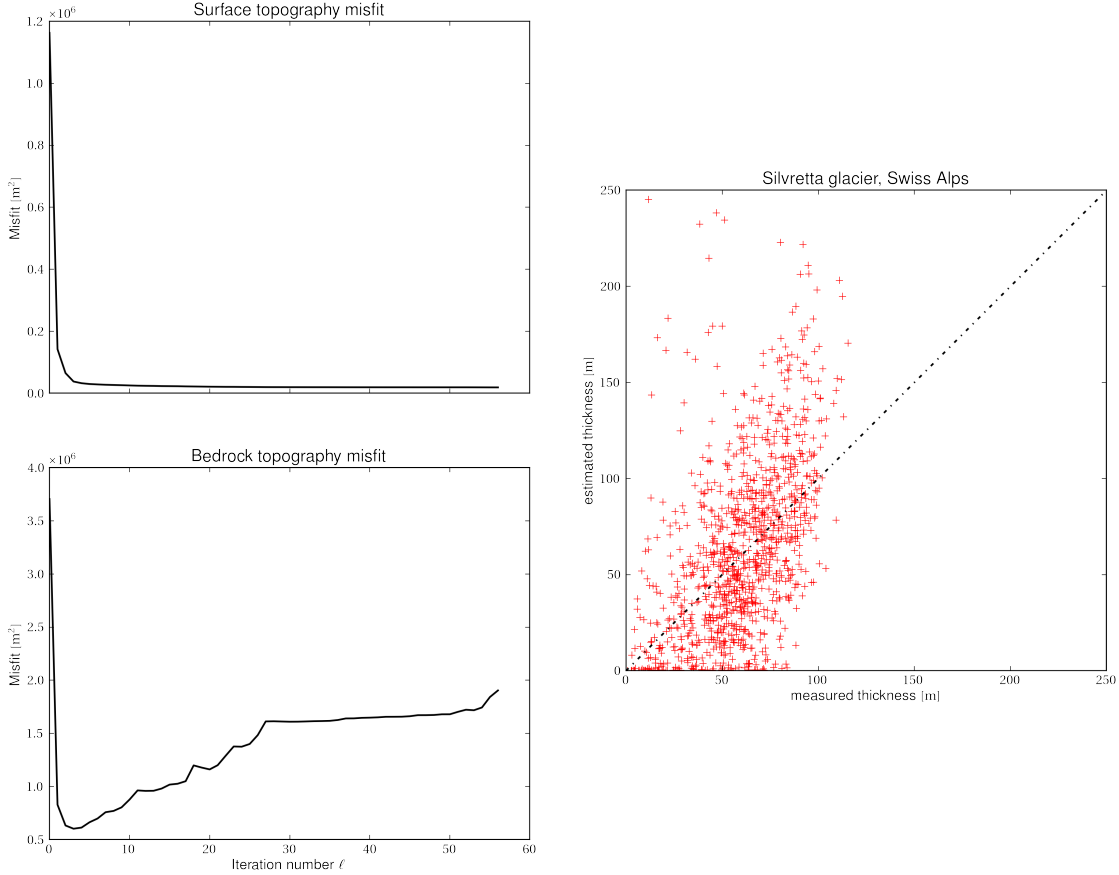 Surface topography misfit
×10⁶
1.2
1.0
0.8
0.6
0.4
0.2
0.0
Misfit [m²]
Bedrock topography misfit
×10⁶
4.0
3.5
3.0
2.5
2.0
1.5
1.0
0.5
Misfit [m²]
0 10 20 30 40 50 60
Iteration number ℓ
Silvretta glacier, Swiss Alps
250
200
150
100
50
0
estimated thickness [m]
0 50 100 150 200 250
measured thickness [m]